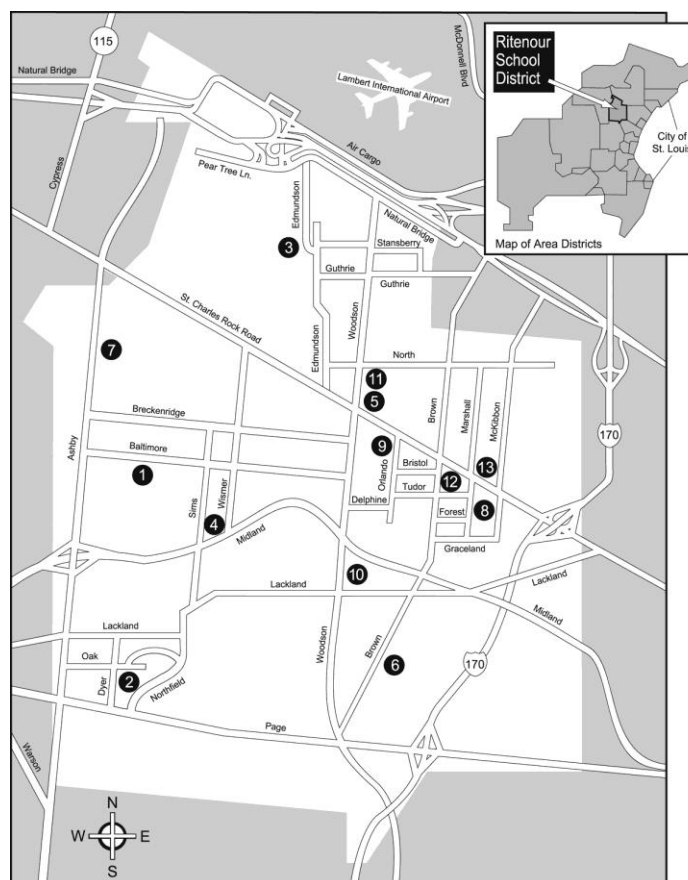 115
Natural Bridge
Cypress
McDonnell Blvd
Lambert International Airport
Air Cargo
Pear Tree Ln.
Edmundson
Natural Bridge
Ritenour
School
District
City of
St. Louis
Map of Area Districts
3
Stansberry
Guthrie
Guthrie
St. Charles Rock Road
Woodson
Edmundson
7
North
11
5
Brown
Marshall
McKibbon
170
Breckenridge
Ashby
Baltimore
9
Orlando
Bristol
13
1
Tudor
12
Sims
Wismer
Delphine
Forest
8
4
Midland
Graceland
10
Lackland
Lackland
Midland
Lackland
Woodson
Brown
Oak
6
170
Dyer
2
Northfield
Page
Warson
N
W
E
S